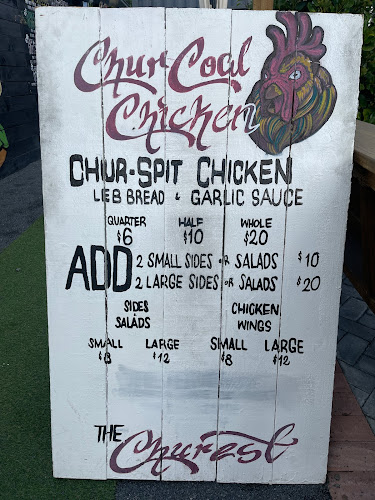 Chur Coal
Chicken
CHUR-SPIT CHICKEN
LEB BREAD & GARLIC SAUCE
QUARTER HALF WHOLE
$6 $10 $20
ADD 2 SMALL SIDES OR SALADS $10
2 LARGE SIDES OR SALADS $20
SIDES & SALADS
CHICKEN WINGS
SMALL LARGE SMALL LARGE
$8 $12 $8 $12
THE Churest